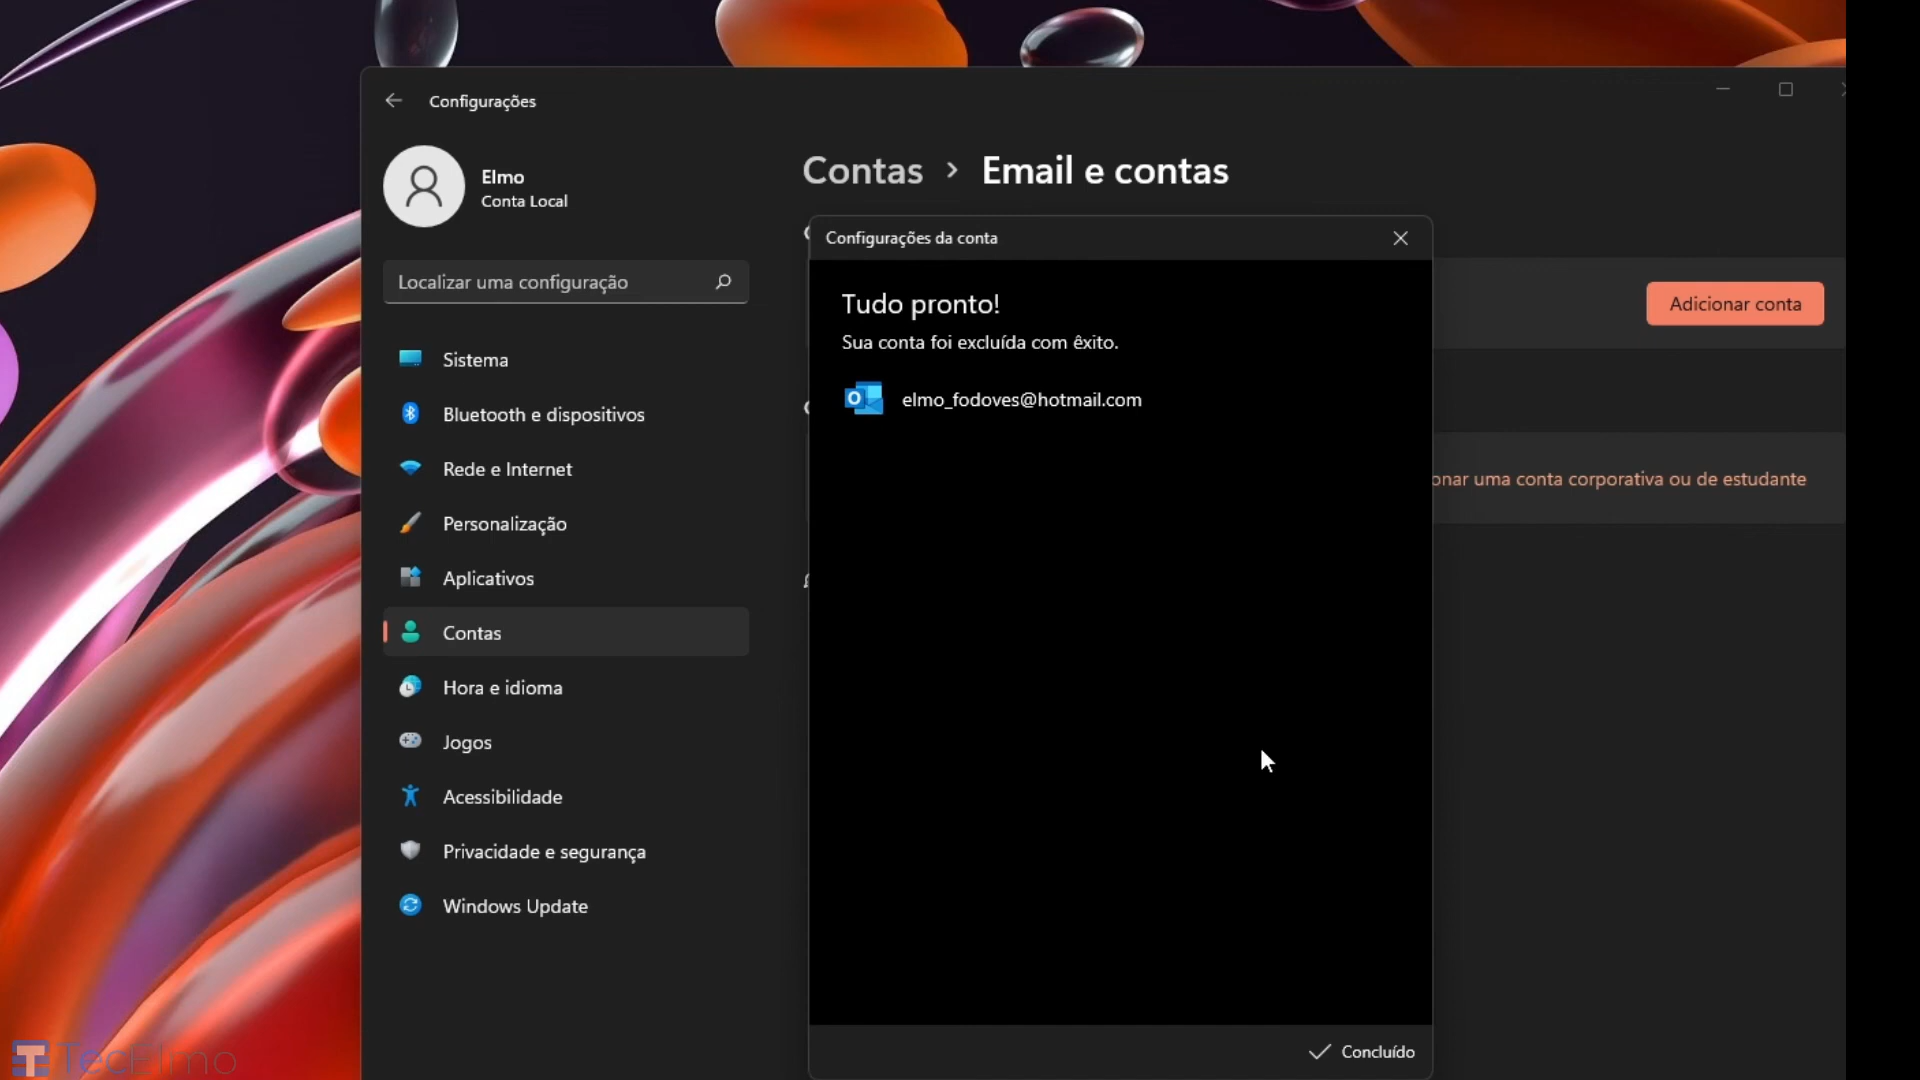 Configurações
Elmo
Conta Local
Localizar uma configuração
Sistema
Bluetooth e dispositivos
Rede e Internet
Personalização
Aplicativos
Contas
Hora e idioma
Jogos
Acessibilidade
Privacidade e segurança
Windows Update
Contas > Email e contas
Configurações da conta
Tudo pronto!
Sua conta foi excluída com êxito.
elmo_fodoves@hotmail.com
Adicionar conta
onar uma conta corporativa ou de estudante
Concluído
TecElmo